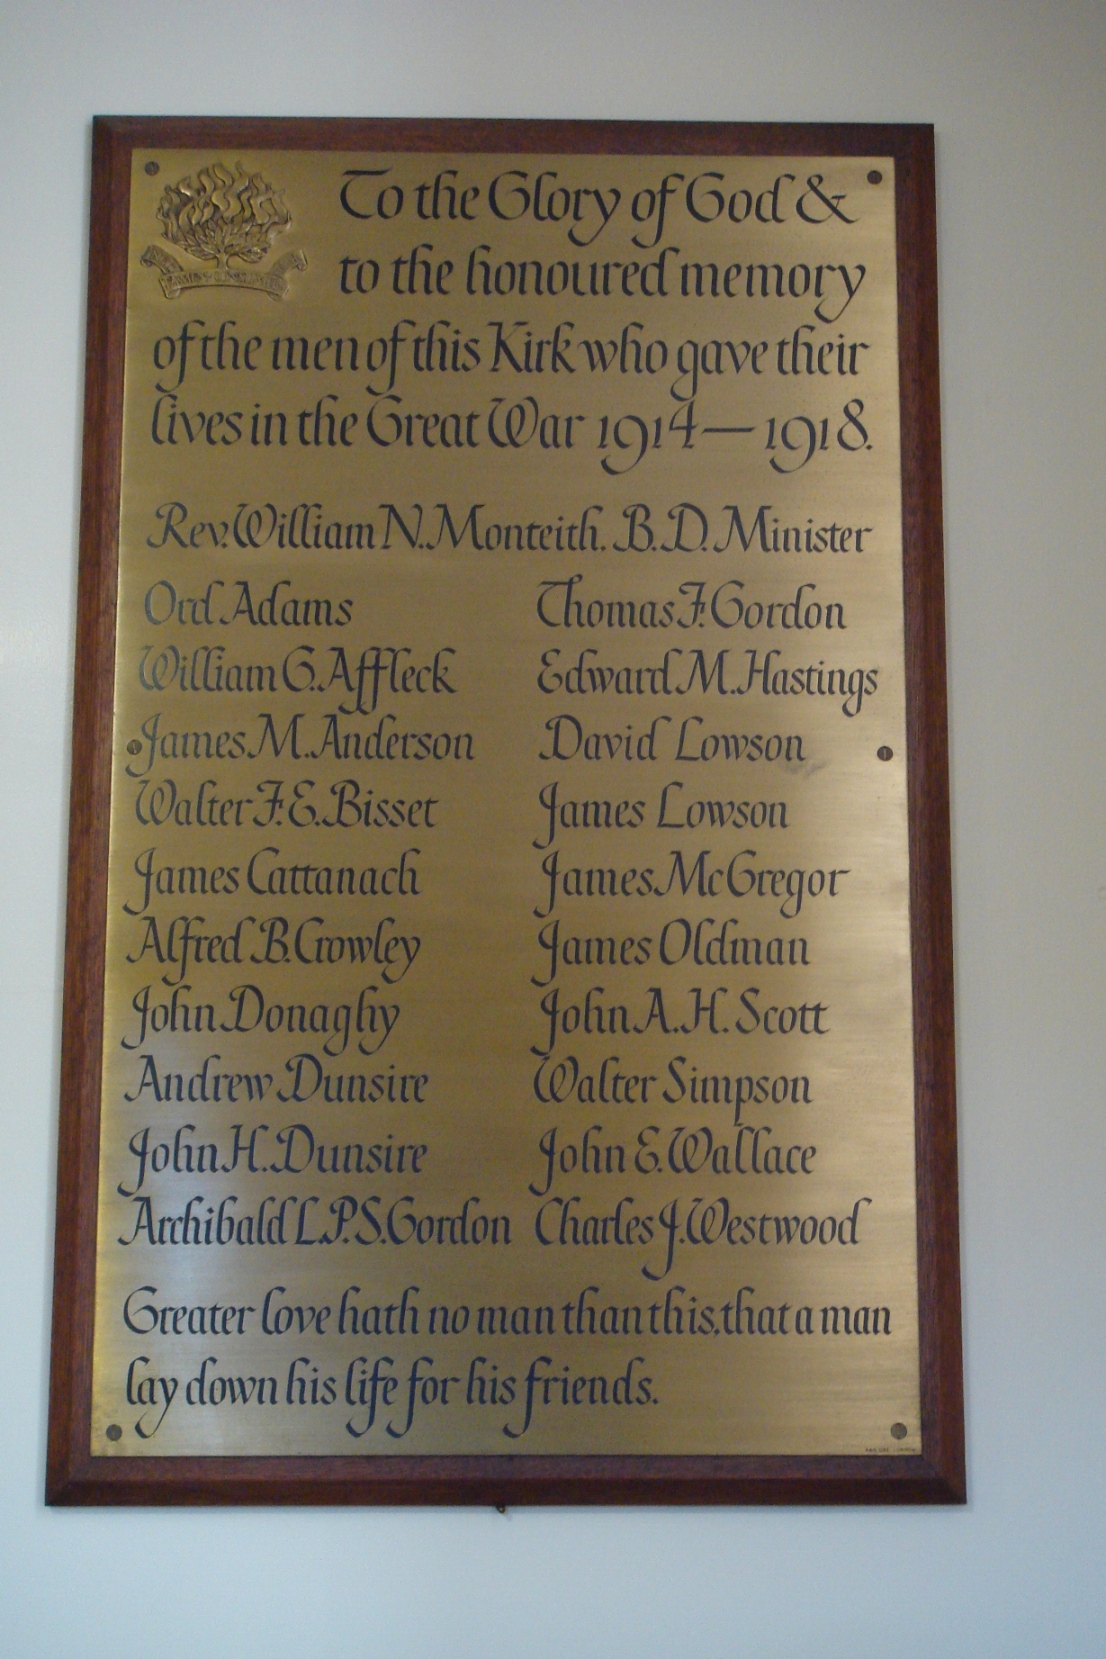 To the Glory of God &
to the honoured memory
of the men of this Kirk who gave their
lives in the Great War 1914—1918.
Rev. William N. Monteith. B.D. Minister
Ord Adams
William G. Affleck
James M. Anderson
Walter F. E. Bisset
James Cattanach
Alfred B. Crowley
John Donaghy
Andrew Dunsire
John H. Dunsire
Archibald L.P.S. Gordon
Thomas F. Gordon
Edward M. Hastings
David Lowson
James Lowson
James McGregor
James Oldman
John A.H. Scott
Walter Simpson
John E. Wallace
Charles J. Westwood
Greater love hath no man than this, that a man
lay down his life for his friends.